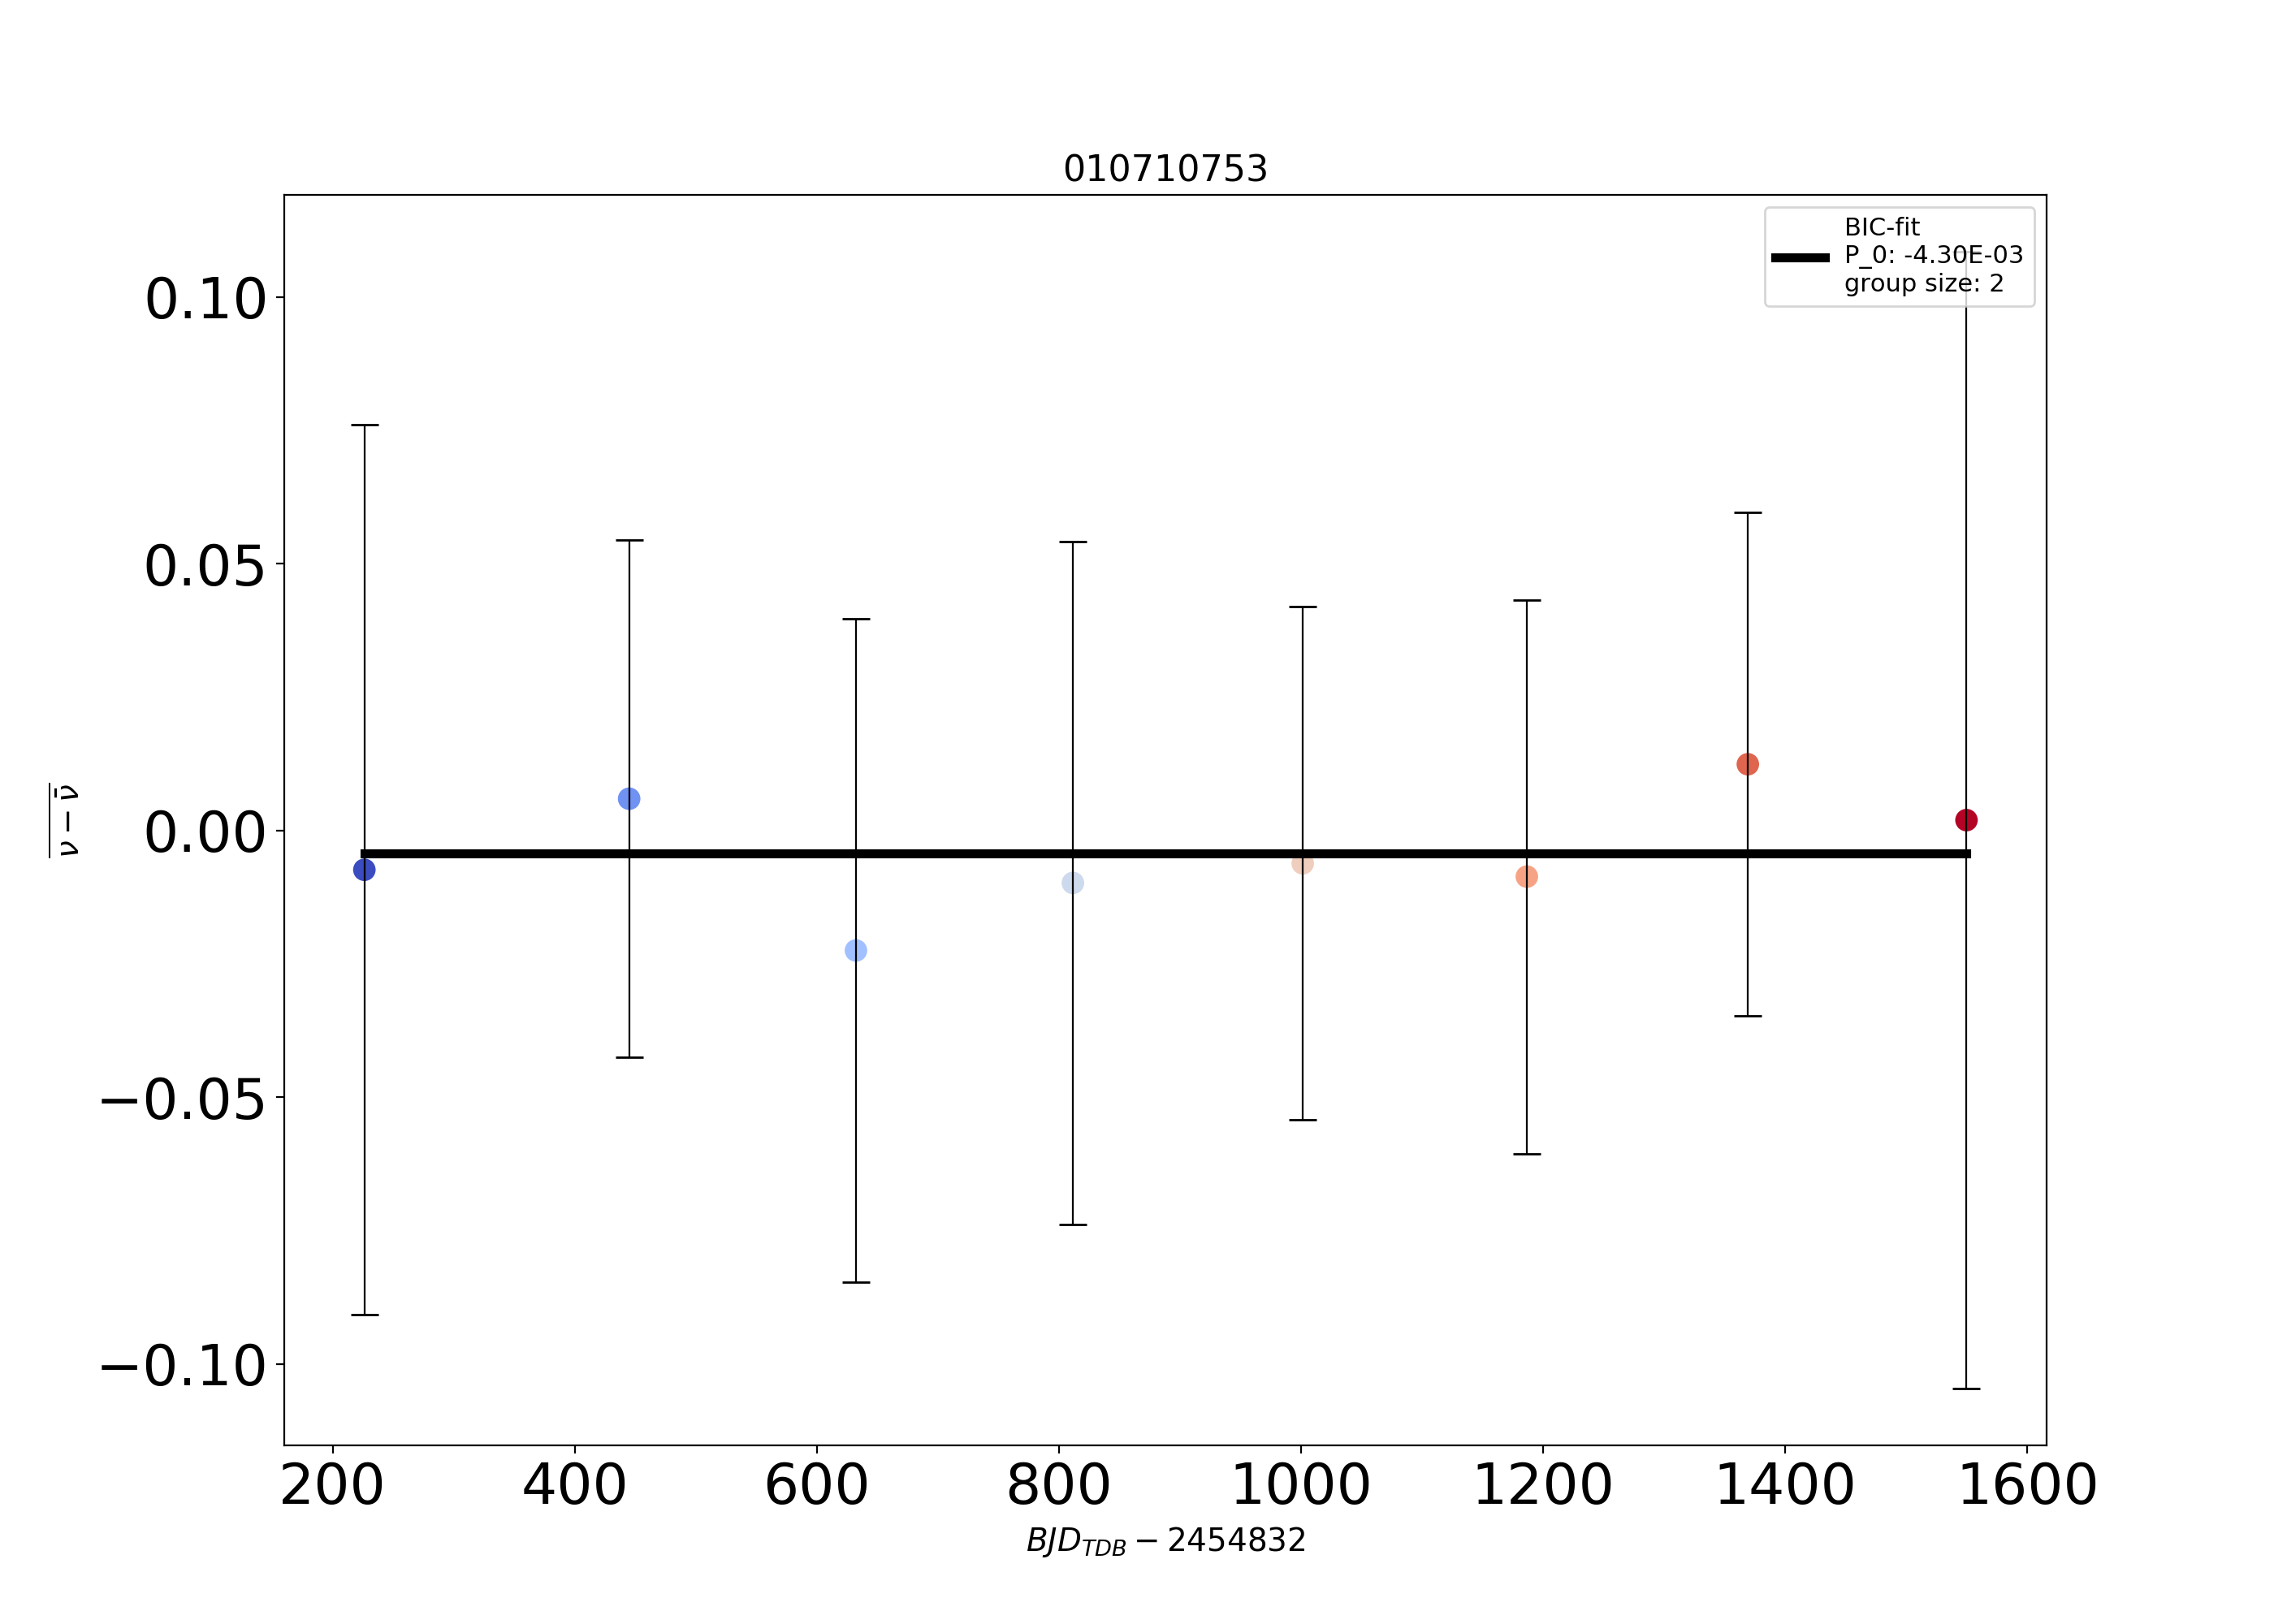 010710753
BIC-fit
P_0: -4.30E-03
group size: 2
0.10
0.05
0.00
−0.05
−0.10
ν − ν̄
200 400 600 800 1000 1200 1400 1600
BJD_TDB − 2454832